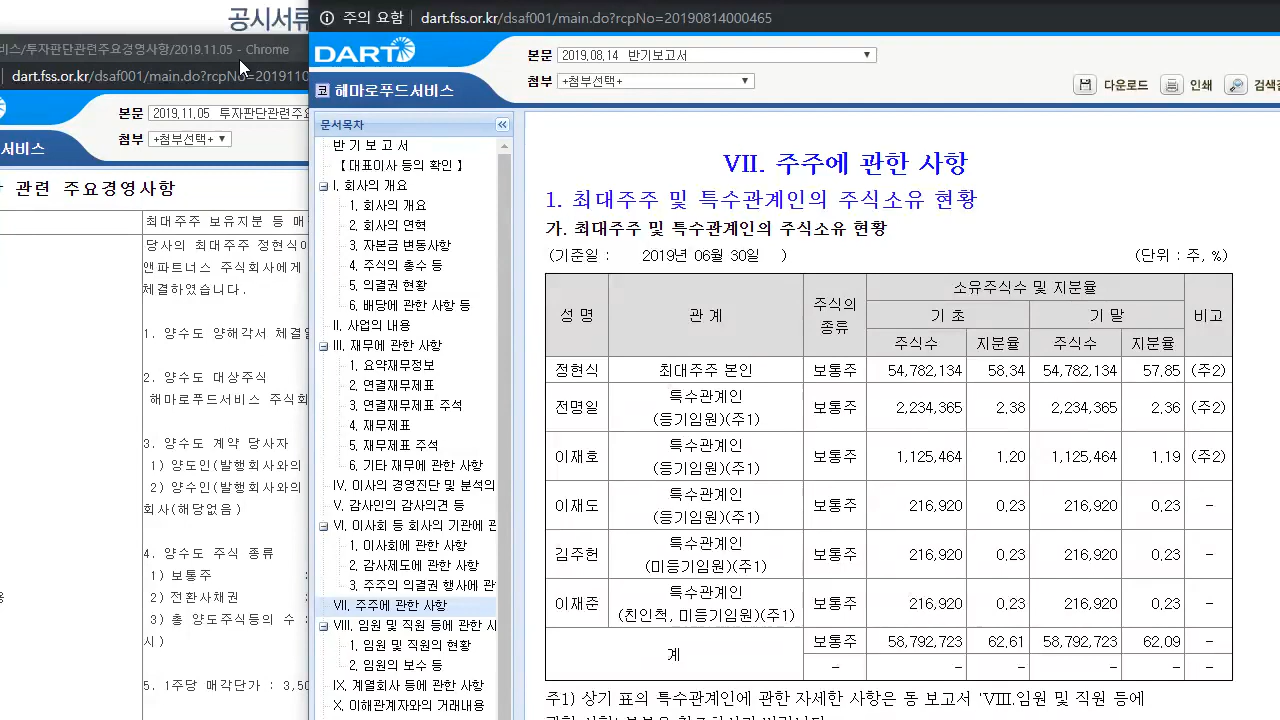 공시서류
비스/투자판단관련주요경영사항/2019.11.05 - Chrome
dart.fss.or.kr/dsaf001/main.do?rcpNo=2019110
본문 2019.11.05 투자판단관련주
첨부 +첨부선택+
서비스
관련 주요경영사항
최대주주 보유지분 등 매
당사의 최대주주 정현식이
앤파트너스 주식회사에게
체결하였습니다.
1. 양수도 양해각서 체결일
2. 양수도 대상주식
해마로푸드서비스 주식회
3. 양수도 계약 당사자
1) 양도인(발행회사와의
2) 양수인(발행회사와의
회사(해당없음)
4. 양수도 주식 종류
1) 보통주 :
2) 전환사채권 :
3) 총 양도주식등의 수 :
시)
5. 1주당 매각단가 : 3,50
주의 요함 dart.fss.or.kr/dsaf001/main.do?rcpNo=20190814000465
DART
본문 2019.08.14 반기보고서
첨부 +첨부선택+
다운로드 인쇄
코 해마로푸드서비스
문서목차
반 기 보 고 서
【 대표이사 등의 확인 】
I. 회사의 개요
1. 회사의 개요
2. 회사의 연혁
3. 자본금 변동사항
4. 주식의 총수 등
5. 의결권 현황
6. 배당에 관한 사항 등
II. 사업의 내용
III. 재무에 관한 사항
1. 요약재무정보
2. 연결재무제표
3. 연결재무제표 주석
4. 재무제표
5. 재무제표 주석
6. 기타 재무에 관한 사항
IV. 이사의 경영진단 및 분석의
V. 감사인의 감사의견 등
VI. 이사회 등 회사의 기관에 관
1. 이사회에 관한 사항
2. 감사제도에 관한 사항
3. 주주의 의결권 행사에 관
VII. 주주에 관한 사항
VIII. 임원 및 직원 등에 관한 사
1. 임원 및 직원의 현황
2. 임원의 보수 등
IX. 계열회사 등에 관한 사항
X. 이해관계자와의 거래내용
VII. 주주에 관한 사항
1. 최대주주 및 특수관계인의 주식소유 현황
가. 최대주주 및 특수관계인의 주식소유 현황
(기준일 : 2019년 06월 30일 ) (단위 : 주, %)
성 명 관 계 주식의 종류 소유주식수 및 지분율 비고
기 초 기 말
주식수 지분율 주식수 지분율
정현식 최대주주 본인 보통주 54,782,134 58.34 54,782,134 57.85 (주2)
전명일 특수관계인 (등기임원)(주1) 보통주 2,234,365 2.38 2,234,365 2.36 (주2)
이재호 특수관계인 (등기임원)(주1) 보통주 1,125,464 1.20 1,125,464 1.19 (주2)
이재도 특수관계인 (등기임원)(주1) 보통주 216,920 0.23 216,920 0.23 -
김주헌 특수관계인 (미등기임원)(주1) 보통주 216,920 0.23 216,920 0.23 -
이재준 특수관계인 (친인척, 미등기임원)(주1) 보통주 216,920 0.23 216,920 0.23 -
계 보통주 58,792,723 62.61 58,792,723 62.09 -
- - - - - -
주1) 상기 표의 특수관계인에 관한 자세한 사항은 동 보고서 'VIII.임원 및 직원 등에